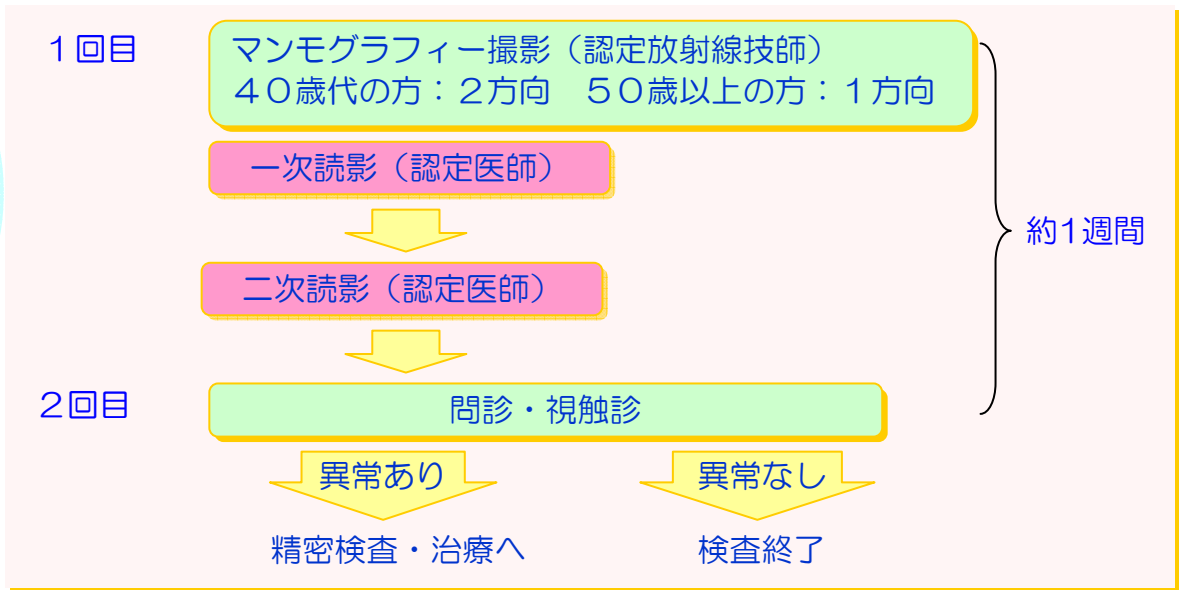 1回目
マンモグラフィー撮影（認定放射線技師）
４０歳代の方：２方向　５０歳以上の方：１方向
一次読影（認定医師）
約1週間
二次読影（認定医師）
２回目
問診・視触診
異常あり
異常なし
精密検査・治療へ
検査終了